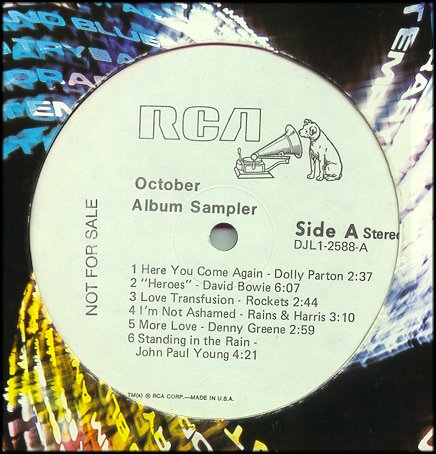 RCA
October
Album Sampler
NOT FOR SALE
Side A Stereo
DJL1-2588-A
1 Here You Come Again - Dolly Parton 2:37
2 "Heroes" - David Bowie 6:07
3 Love Transfusion - Rockets 2:44
4 I'm Not Ashamed - Rains & Harris 3:10
5 More Love - Denny Greene 2:59
6 Standing in the Rain -
John Paul Young 4:21
TM(s) ® RCA CORP.—MADE IN U.S.A.